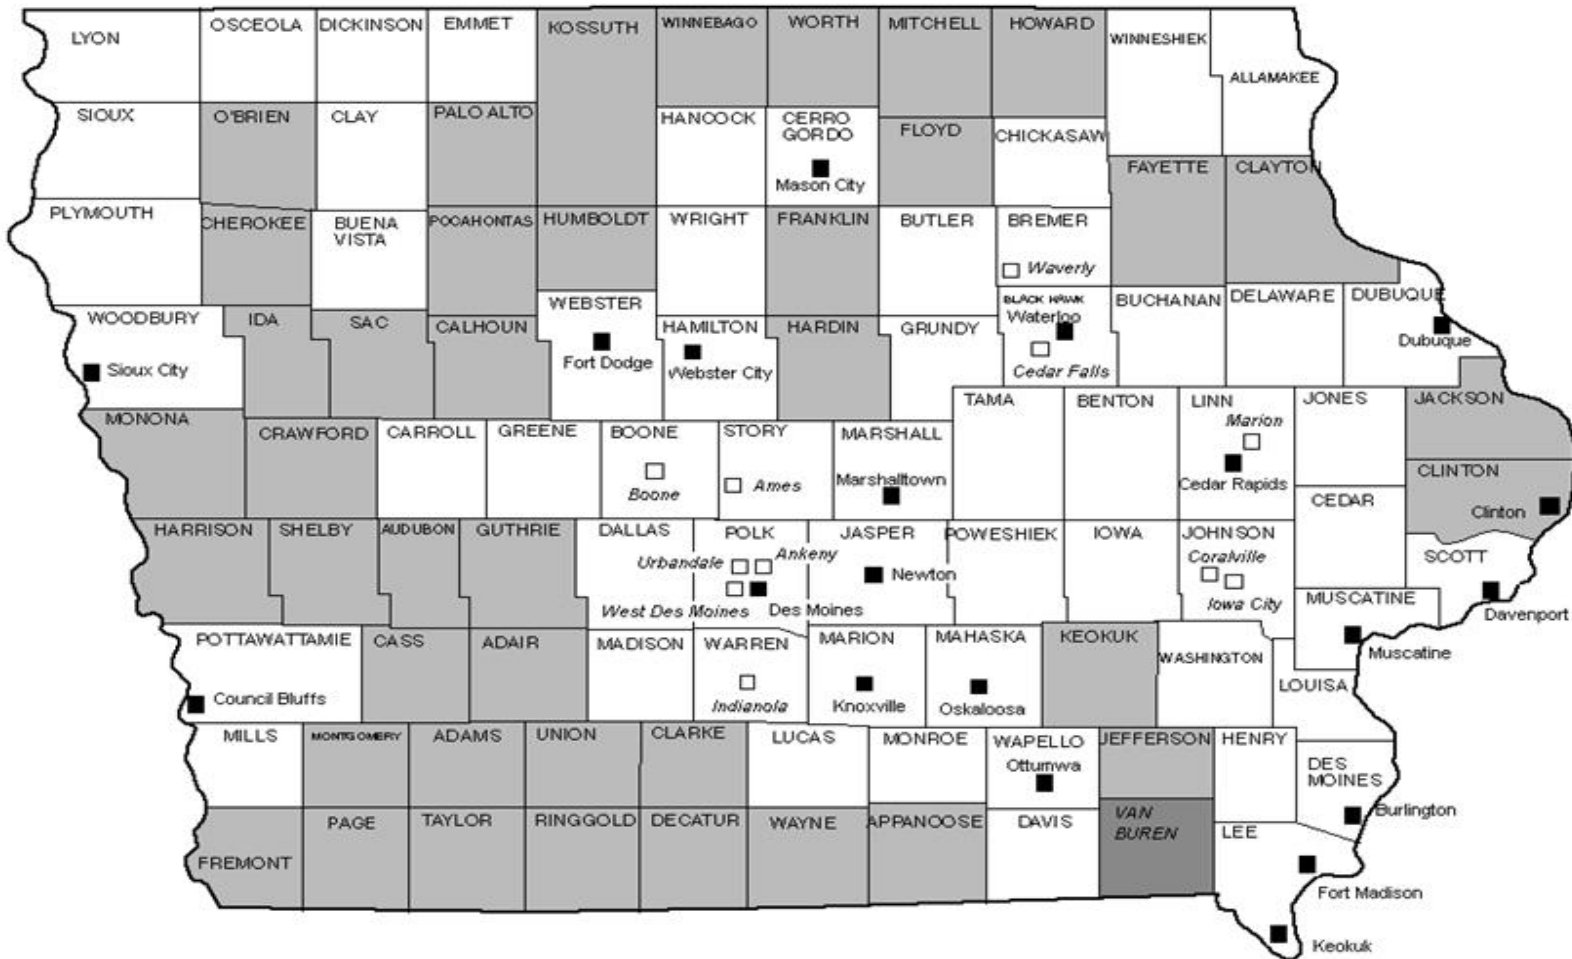 LYON
OSCEOLA
DICKINSON
EMMET
KOSSUTH
WINNEBAGO
WORTH
MITCHELL
HOWARD
WINNESHIEK
ALLAMAKEE
SIOUX
O'BRIEN
CLAY
PALO ALTO
HANCOCK
CERRO
GORDO
Mason City
FLOYD
CHICKASAW
FAYETTE
CLAYTON
PLYMOUTH
CHEROKEE
BUENA
VISTA
POCAHONTAS
HUMBOLDT
WRIGHT
FRANKLIN
BUTLER
BREMER
Waverly
WOODBURY
Sioux City
IDA
SAC
CALHOUN
WEBSTER
Fort Dodge
HAMILTON
Webster City
HARDIN
GRUNDY
BLACK HAWK
Waterloo
Cedar Falls
BUCHANAN
DELAWARE
DUBUQUE
Dubuque
MONONA
CRAWFORD
CARROLL
GREENE
BOONE
Boone
STORY
Ames
MARSHALL
Marshalltown
TAMA
BENTON
LINN
Marion
Cedar Rapids
JONES
JACKSON
CLINTON
Clinton
CEDAR
HARRISON
SHELBY
AUDUBON
GUTHRIE
DALLAS
POLK
Urbandale
Ankeny
West Des Moines
Des Moines
JASPER
Newton
POWESHIEK
IOWA
JOHNSON
Coralville
Iowa City
SCOTT
Davenport
MUSCATINE
Muscatine
POTTAWATTAMIE
Council Bluffs
CASS
ADAIR
MADISON
WARREN
Indianola
MARION
Knoxville
MAHASKA
Oskaloosa
KEOKUK
WASHINGTON
LOUISA
MILLS
MONTGOMERY
ADAMS
UNION
CLARKE
LUCAS
MONROE
WAPELLO
Ottumwa
JEFFERSON
HENRY
DES
MOINES
Burlington
FREMONT
PAGE
TAYLOR
RINGGOLD
DECATUR
WAYNE
APPANOOSE
DAVIS
VAN
BUREN
LEE
Fort Madison
Keokuk